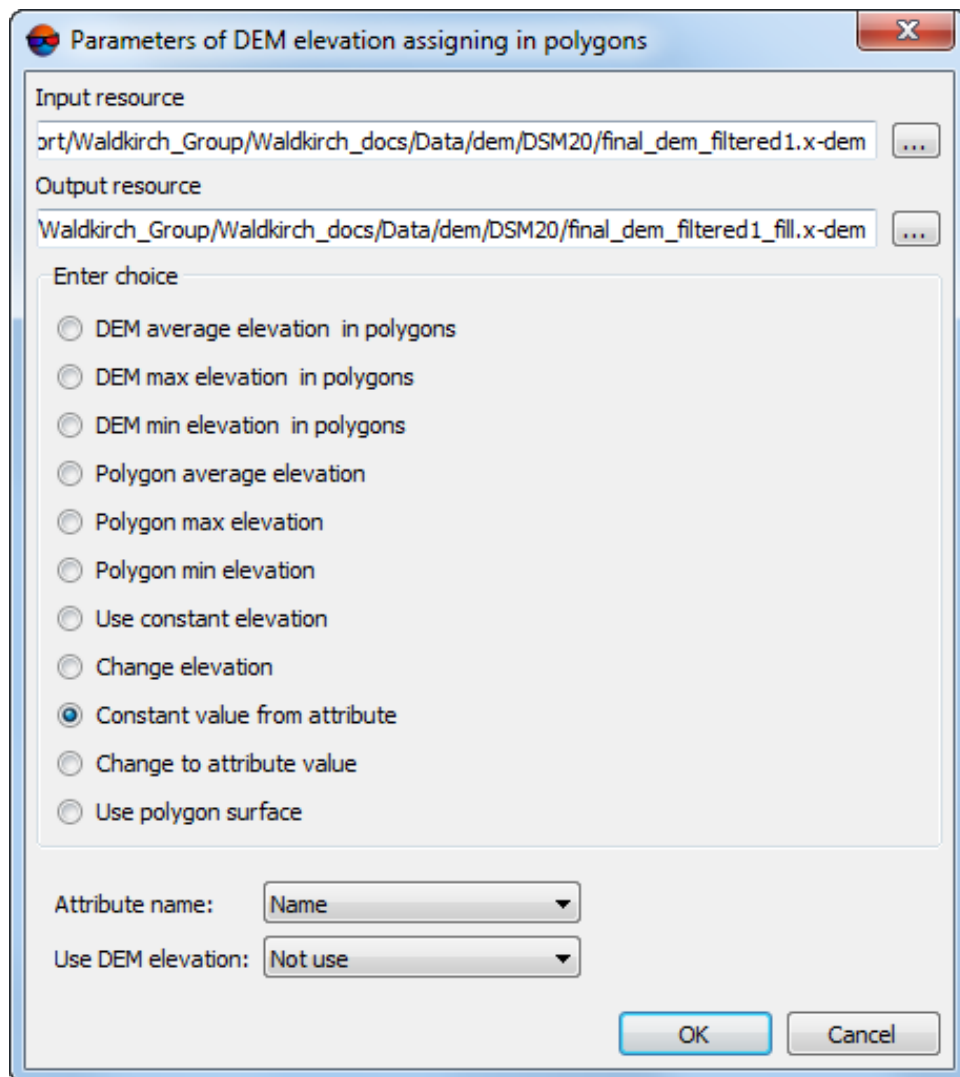 Parameters of DEM elevation assigning in polygons
Input resource
ort/Waldkirch_Group/Waldkirch_docs/Data/dem/DSM20/final_dem_filtered1.x-dem
...
Output resource
/Waldkirch_Group/Waldkirch_docs/Data/dem/DSM20/final_dem_filtered1_fill.x-dem
...
Enter choice
DEM average elevation  in polygons
DEM max elevation  in polygons
DEM min elevation  in polygons
Polygon average elevation
Polygon max elevation
Polygon min elevation
Use constant elevation
Change elevation
Constant value from attribute
Change to attribute value
Use polygon surface
Attribute name: Name
Use DEM elevation: Not use
OK Cancel